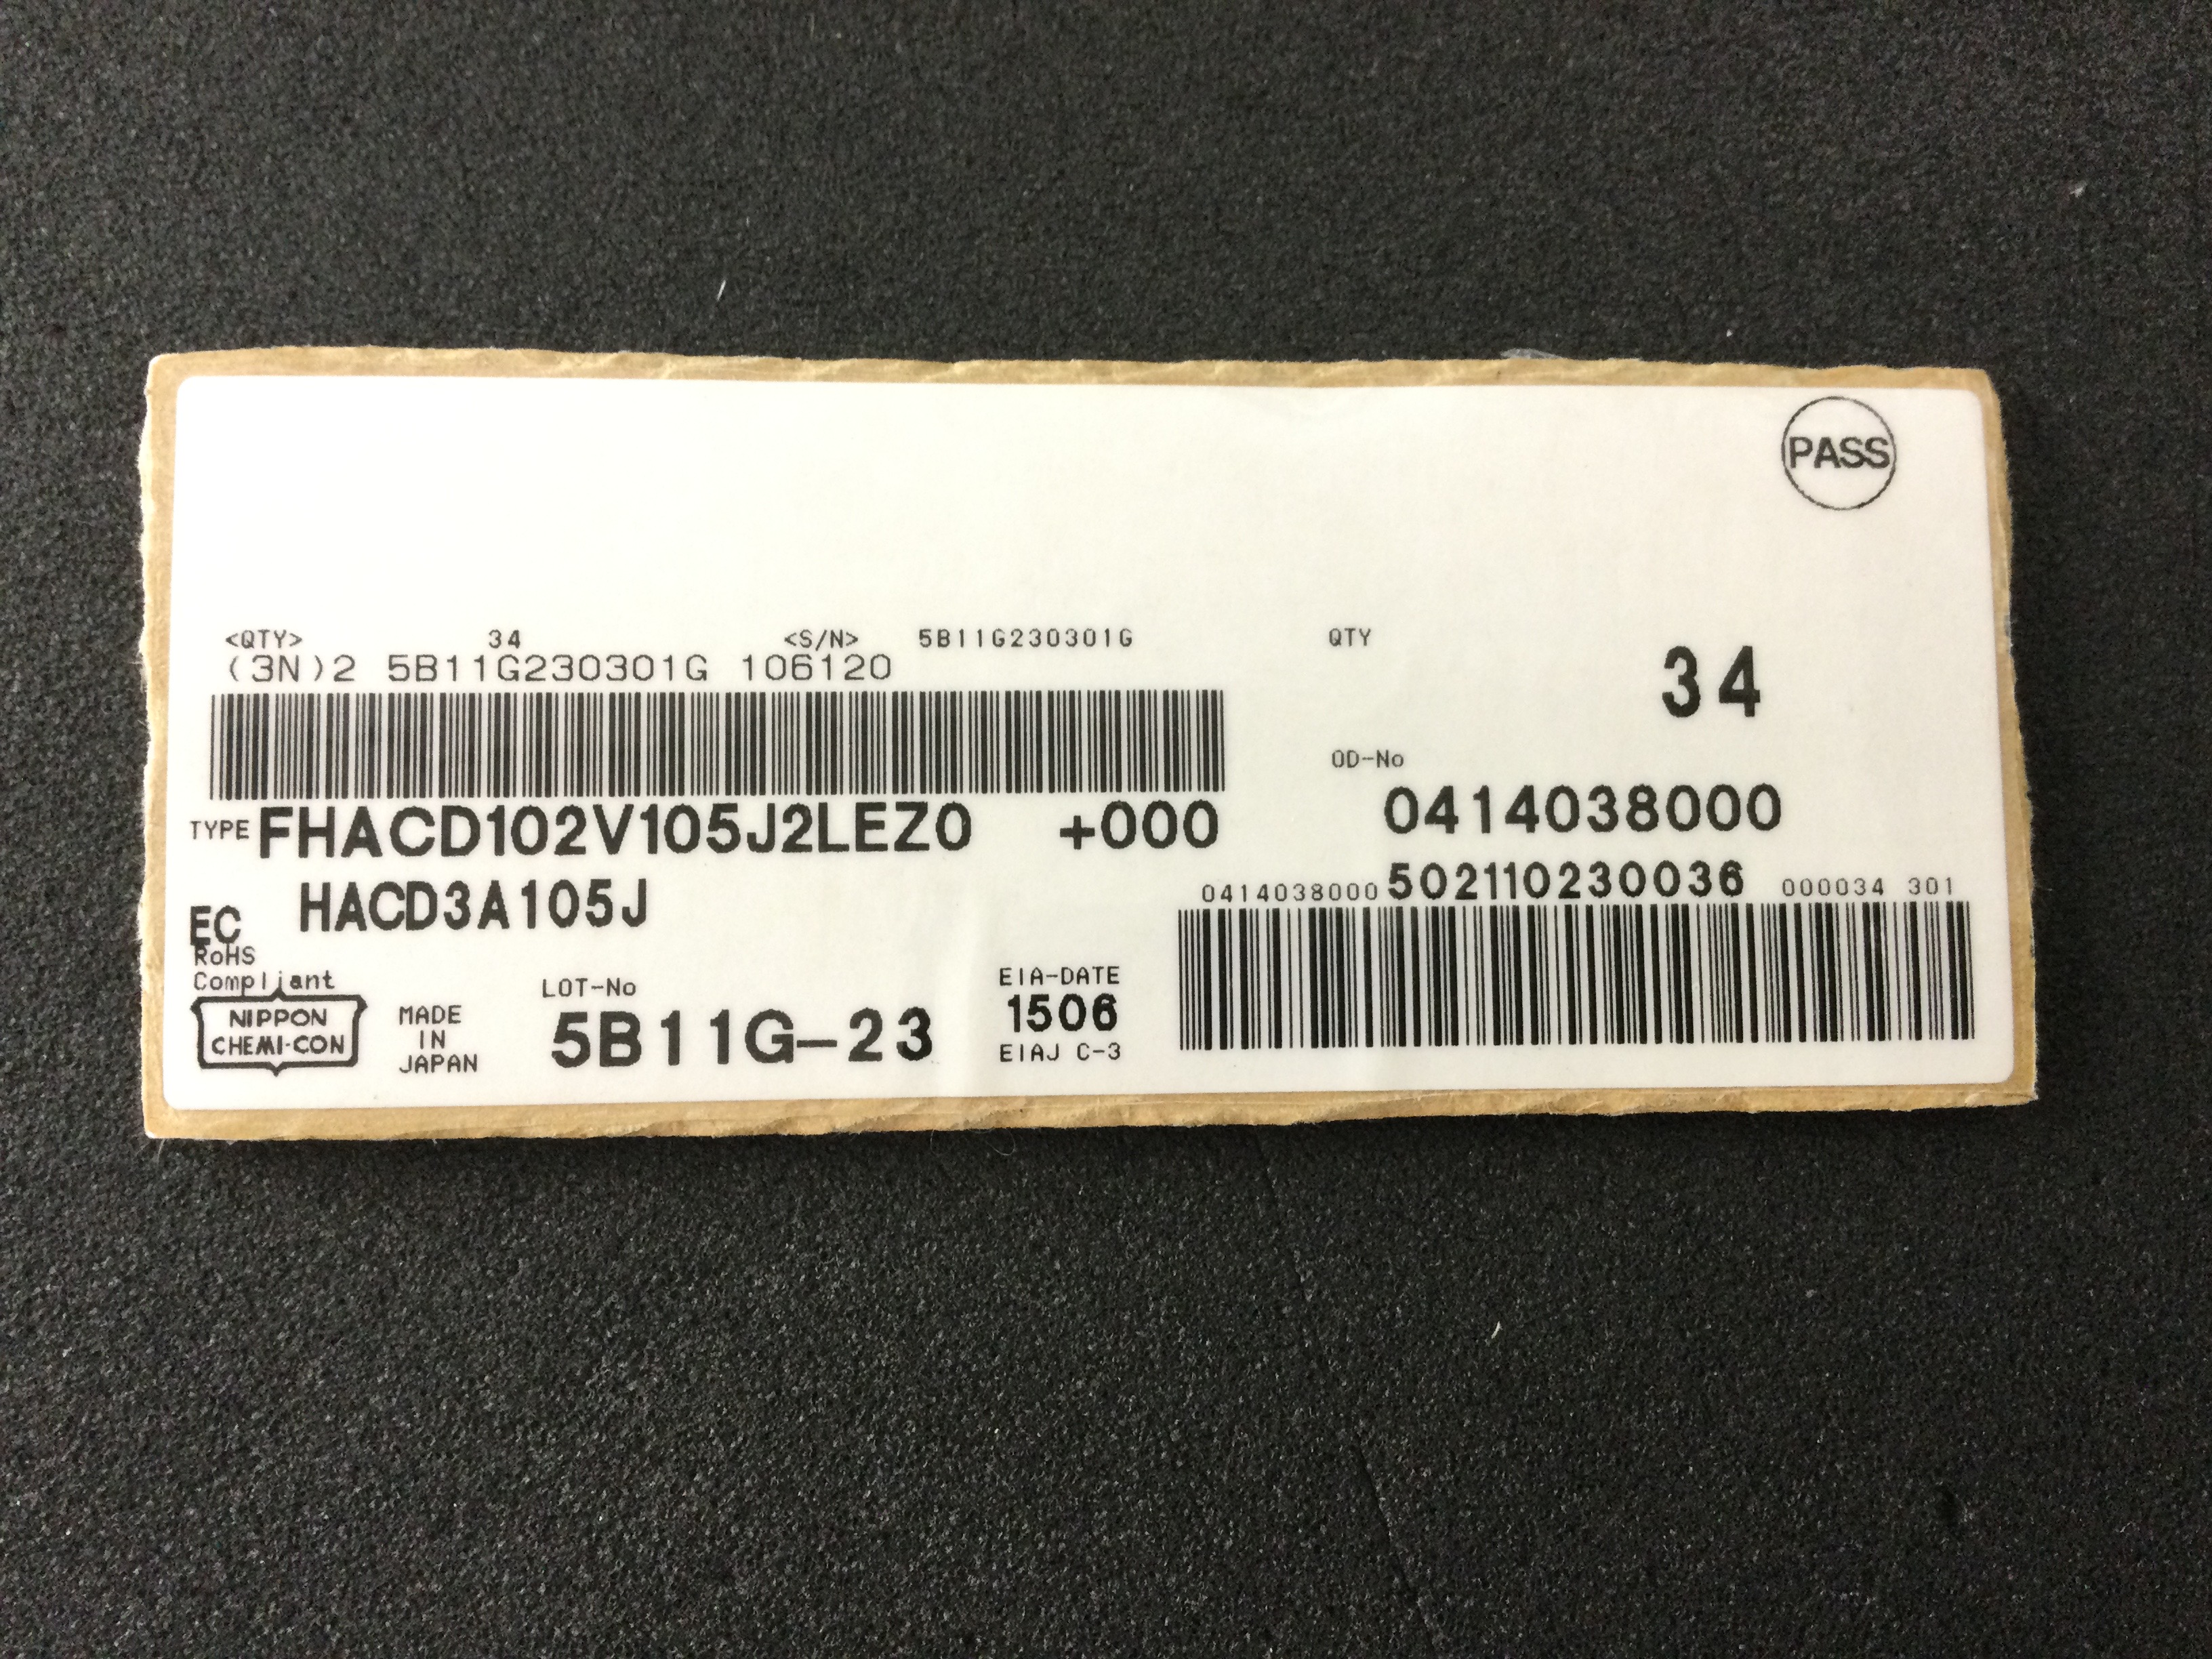 PASS
<QTY> 34 <S/N> 5B11G230301G
(3N)2 5B11G230301G 106120
QTY
34
TYPE FHACD102V105J2LEZ0 +000
HACD3A105J
OD-No
0414038000
0414038000 502110230036 000034 301
EC
RoHS
Compliant
NIPPON
CHEMI-CON
MADE
IN
JAPAN
LOT-No
5B11G-23
EIA-DATE
1506
EIAJ C-3